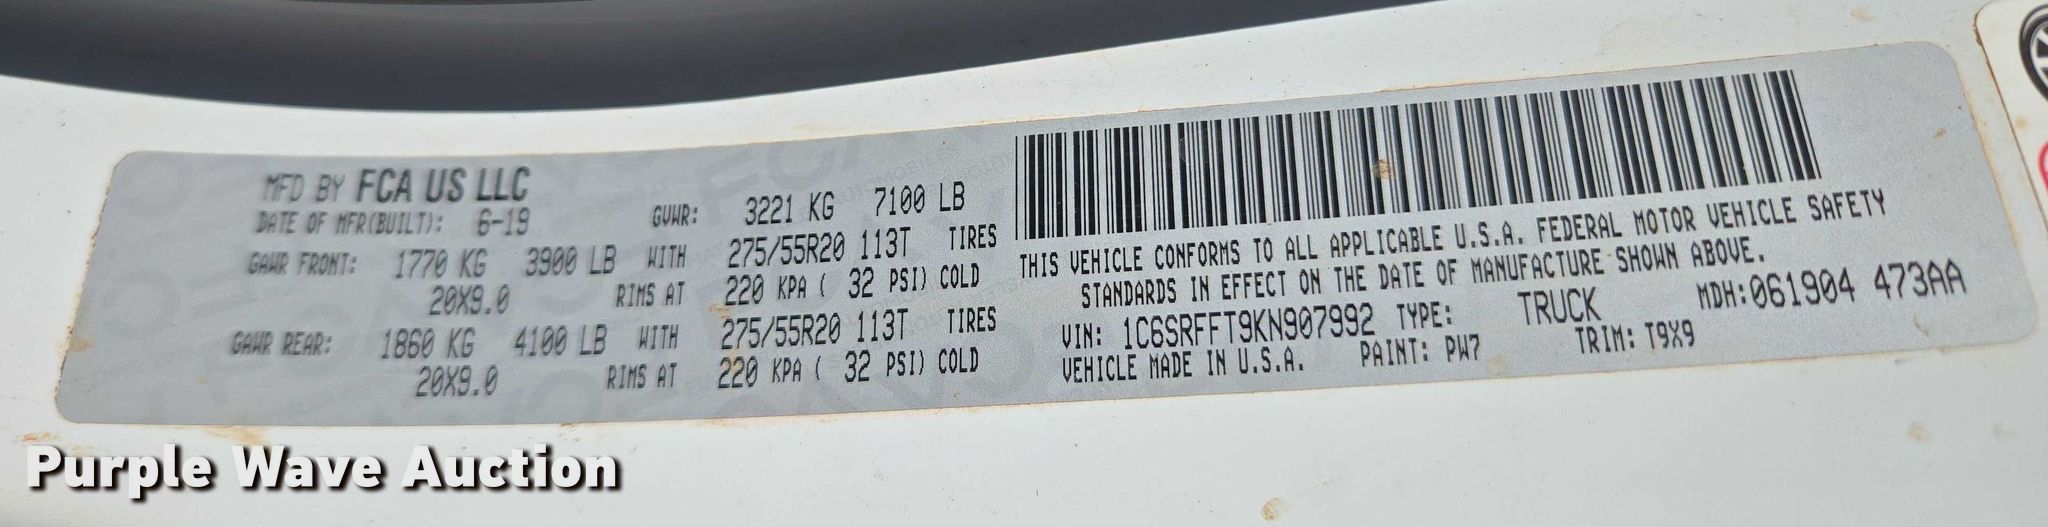 MFD BY FCA US LLC
DATE OF MFR(BUILT): 6-19 GVWR: 3221 KG 7100 LB
GAWR FRONT: 1770 KG 3900 LB WITH 275/55R20 113T TIRES
20X9.0 RIMS AT 220 KPA ( 32 PSI) COLD
GAWR REAR: 1860 KG 4100 LB WITH 275/55R20 113T TIRES
20X9.0 RIMS AT 220 KPA ( 32 PSI) COLD
THIS VEHICLE CONFORMS TO ALL APPLICABLE U.S.A. FEDERAL MOTOR VEHICLE SAFETY
STANDARDS IN EFFECT ON THE DATE OF MANUFACTURE SHOWN ABOVE.
VIN: 1C6SRFFT9KN907992 TYPE: TRUCK MDH:061904 473AA
VEHICLE MADE IN U.S.A. PAINT: PW7 TRIM: T9X9
Purple Wave Auction